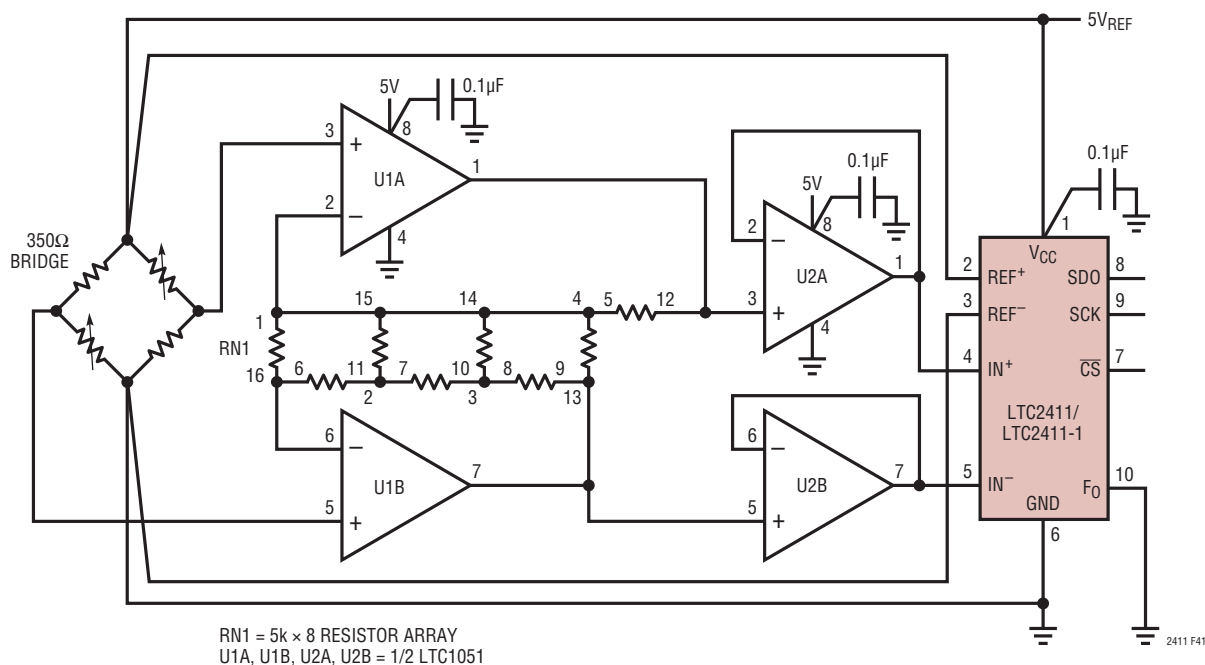 5VREF
5V
0.1µF
8
3
+
1
U1A
2
−
4
350Ω
BRIDGE
2
−
5V
0.1µF
8
1
U2A
3
+
4
0.1µF
1
VCC
2
REF+
SDO
8
3
REF−
SCK
9
4
IN+
CS
7
LTC2411/
LTC2411-1
5
IN−
FO
10
GND
6
1
15
14
4
5
12
RN1
16
6
11
7
10
8
9
2
3
13
6
−
7
U1B
5
+
6
−
7
U2B
5
+
RN1 = 5k × 8 RESISTOR ARRAY
U1A, U1B, U2A, U2B = 1/2 LTC1051
2411 F41